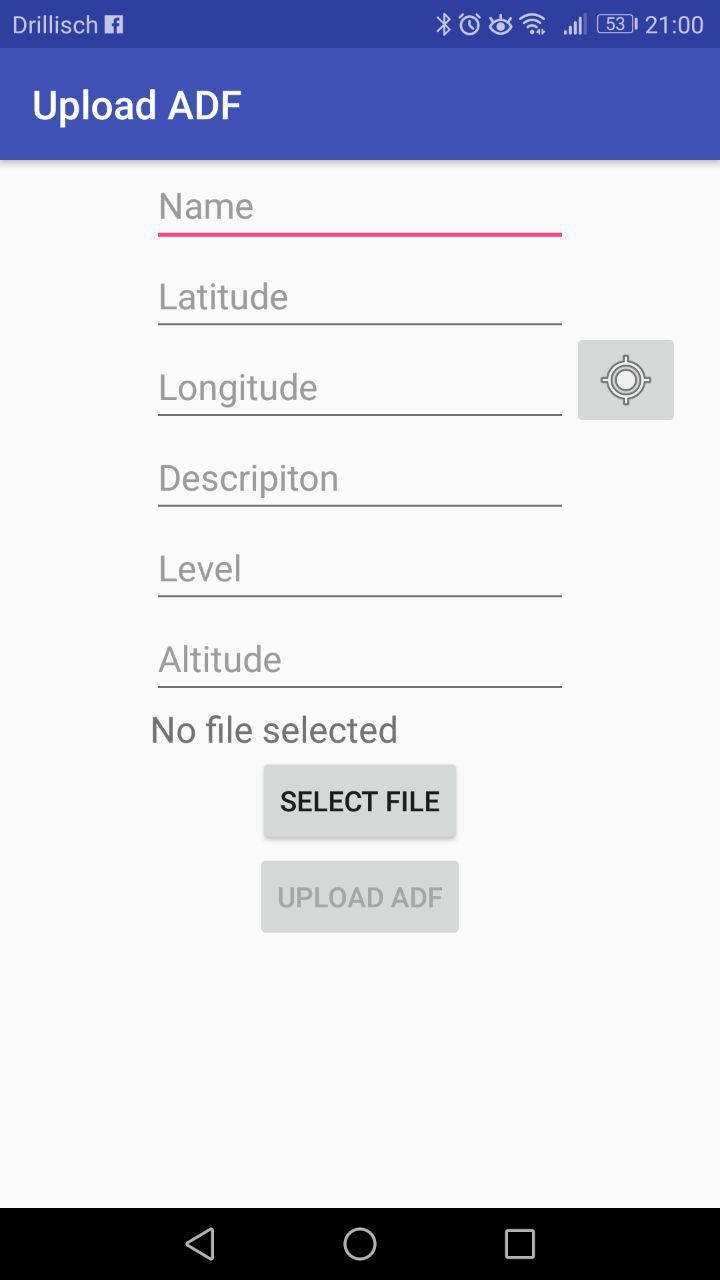 Drillisch
53 21:00
Upload ADF
Name
Latitude
Longitude
Descripiton
Level
Altitude
No file selected
SELECT FILE
UPLOAD ADF